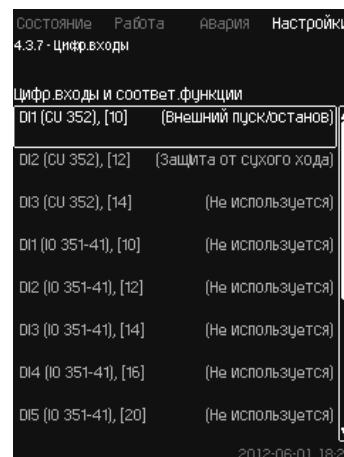 Состояние Работа Авария Настройки
4.3.7 - Цифр.входы
Цифр.входы и соответ.функции
DI1 (CU 352), [10] (Внешний пуск/останов)
DI2 (CU 352), [12] (Защита от сухого хода)
DI3 (CU 352), [14] (Не используется)
DI1 (IO 351-41), [10] (Не используется)
DI2 (IO 351-41), [12] (Не используется)
DI3 (IO 351-41), [14] (Не используется)
DI4 (IO 351-41), [16] (Не используется)
DI5 (IO 351-41), [20] (Не используется)
2012-06-01 18:2